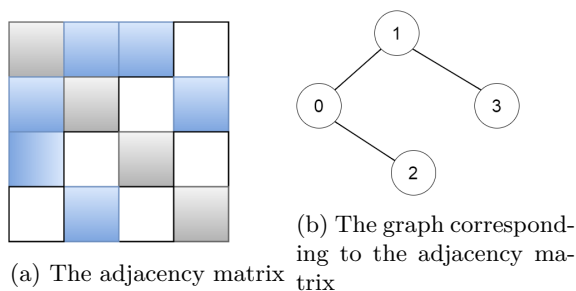 1
0
3
2
(a) The adjacency matrix
(b) The graph correspond-
ing to the adjacency ma-
trix